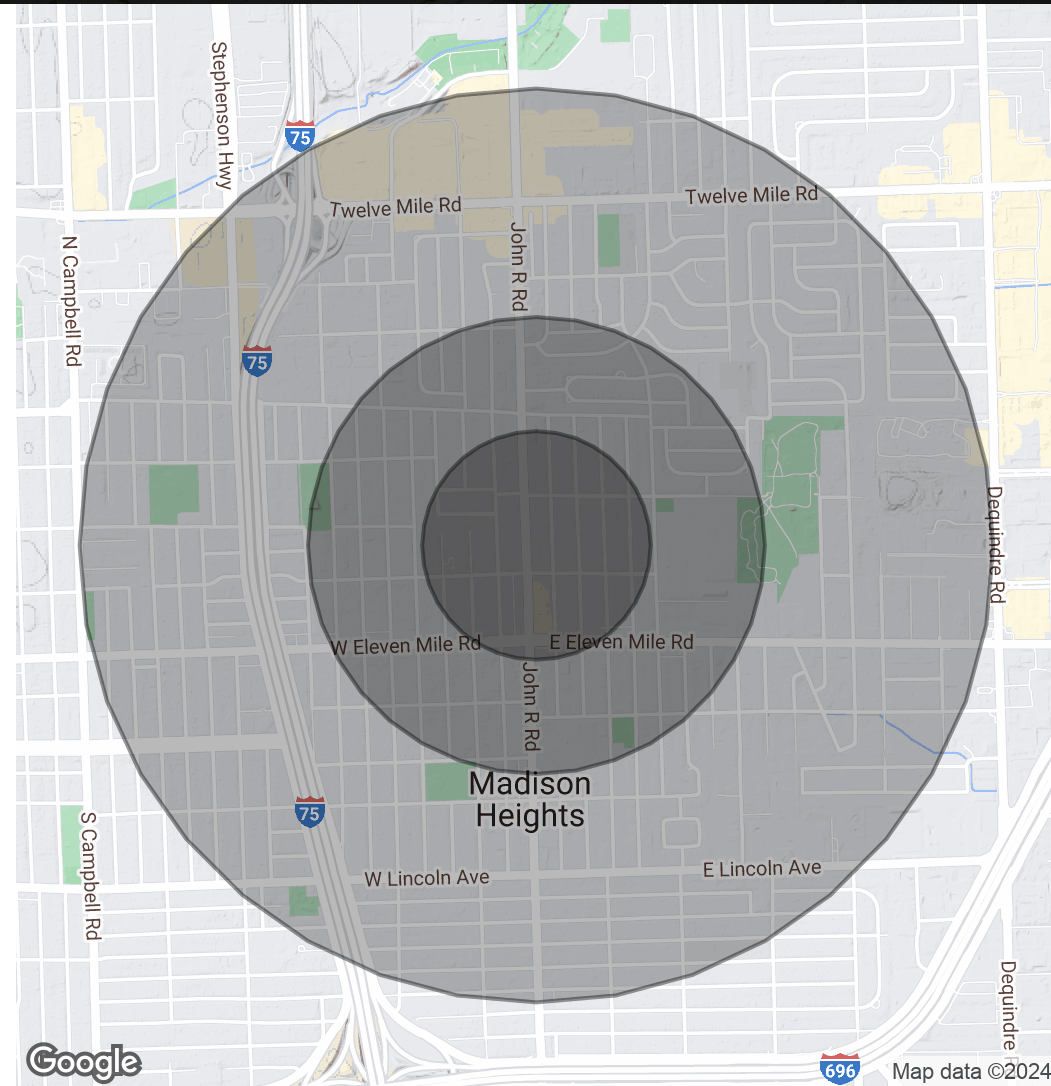 Stephenson Hwy
75
Twelve Mile Rd
Twelve Mile Rd
N Campbell Rd
John R Rd
75
Dequindre Rd
W Eleven Mile Rd
E Eleven Mile Rd
John R Rd
Madison
Heights
75
S Campbell Rd
W Lincoln Ave
E Lincoln Ave
Dequindre
Google
696
Map data ©2024